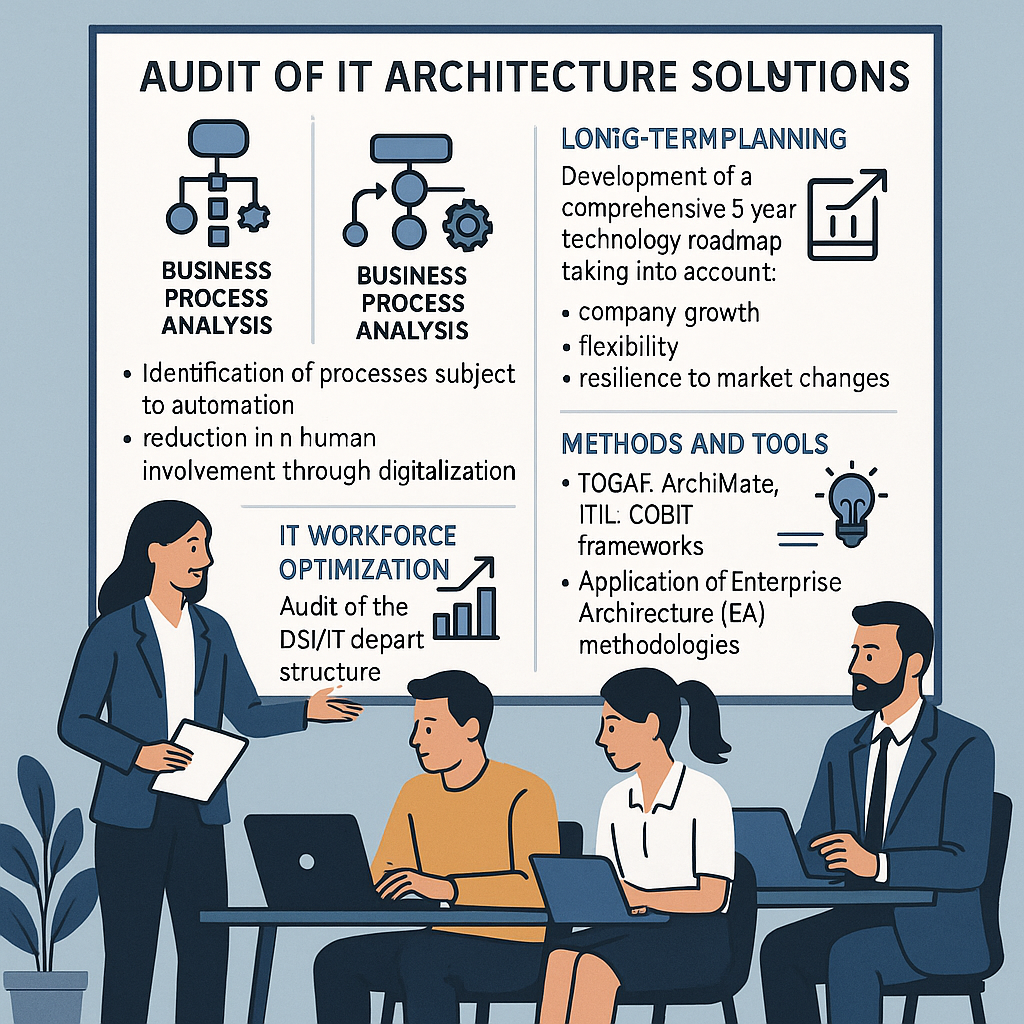 AUDIT OF IT ARCHITECTURE SOLUTIONS
BUSINESS
PROCESS
ANALYSIS
BUSINESS
PROCESS
ANALYSIS
• Identification of processes subject
to automation
• reduction in n human
involvement through digitalization
IT WORKFORCE
OPTIMIZATION
Audit of the
DSI/IT depart
structure
LONiG-TERMPLANNING
Development of a
comprehensive 5 year
technology roadmap
taking into account:
• company growth
• flexibility
• resilience to market changes
METHODS AND TOOLS
• TOGAF. ArchiMate,
ITIL: COBIT
frameworks
• Application of Enterprise
Archirecture (EA)
methodologies